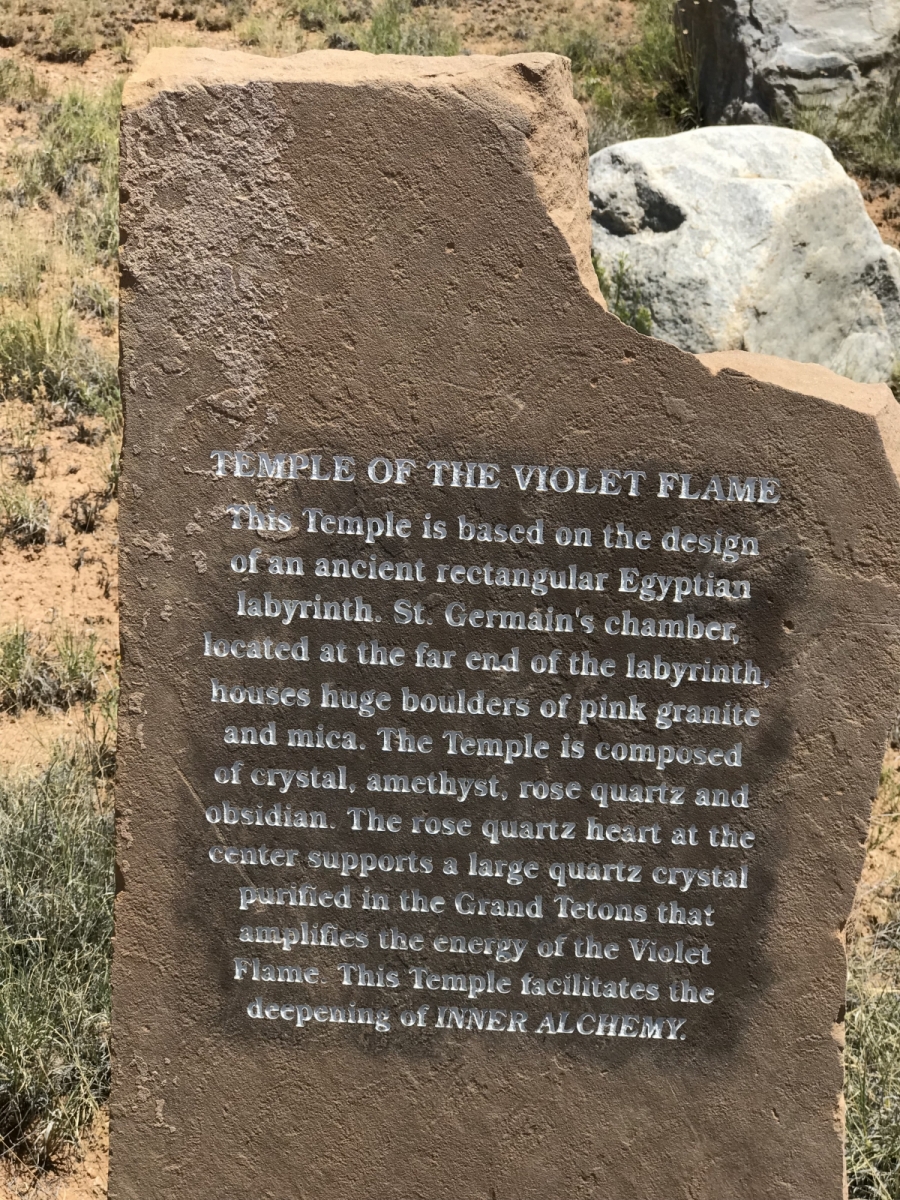 TEMPLE OF THE VIOLET FLAME
This Temple is based on the design
of an ancient rectangular Egyptian
labyrinth. St. Germain's chamber,
located at the far end of the labyrinth,
houses huge boulders of pink granite
and mica. The Temple is composed
of crystal, amethyst, rose quartz and
obsidian. The rose quartz heart at the
center supports a large quartz crystal
purified in the Grand Tetons that
amplifies the energy of the Violet
Flame. This Temple facilitates the
deepening of INNER ALCHEMY.